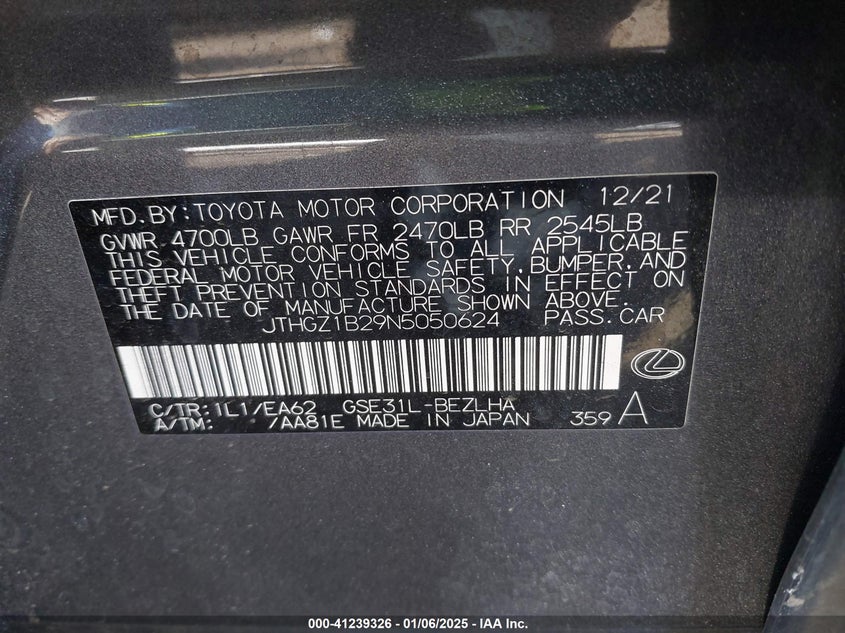 MFD.BY:TOYOTA MOTOR CORPORATION 12/21
GVWR 4700LB GAWR FR 2470LB RR 2545LB
THIS VEHICLE CONFORMS TO ALL APPLICABLE
FEDERAL MOTOR VEHICLE SAFETY,BUMPER,AND
THEFT PREVENTION STANDARDS IN EFFECT ON
THE DATE OF MANUFACTURE SHOWN ABOVE.
JTHGZ1B29N5050624 PASS.CAR
C/TR:1L1/EA62 GSE31L-BEZLHA
A/TM: /AA81E MADE IN JAPAN 359 A
000-41239326 - 01/06/2025 - IAA Inc.